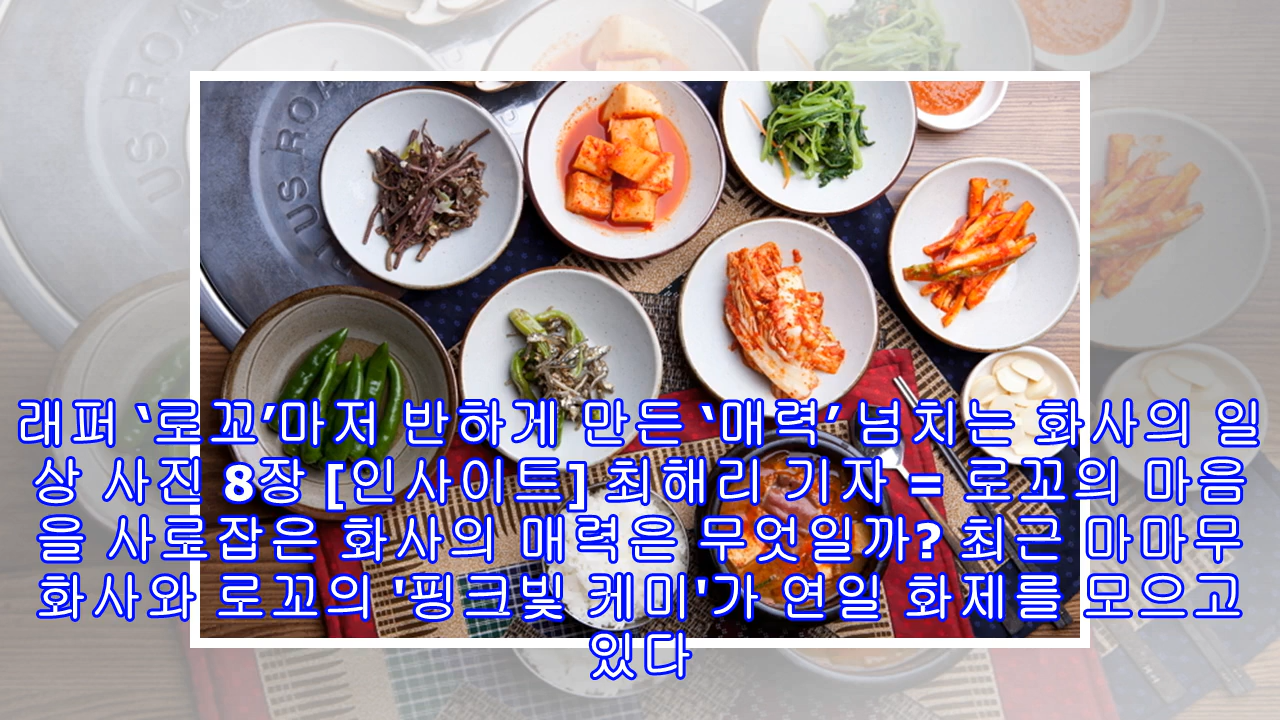 US ROA
래퍼 ‘로꼬’마저 반하게 만든 ‘매력’ 넘치는 화사의 일
상 사진 8장 [인사이트] 최해리 기자 = 로꼬의 마음
을 사로잡은 화사의 매력은 무엇일까? 최근 마마무
화사와 로꼬의 '핑크빛 케미'가 연일 화제를 모으고
있다